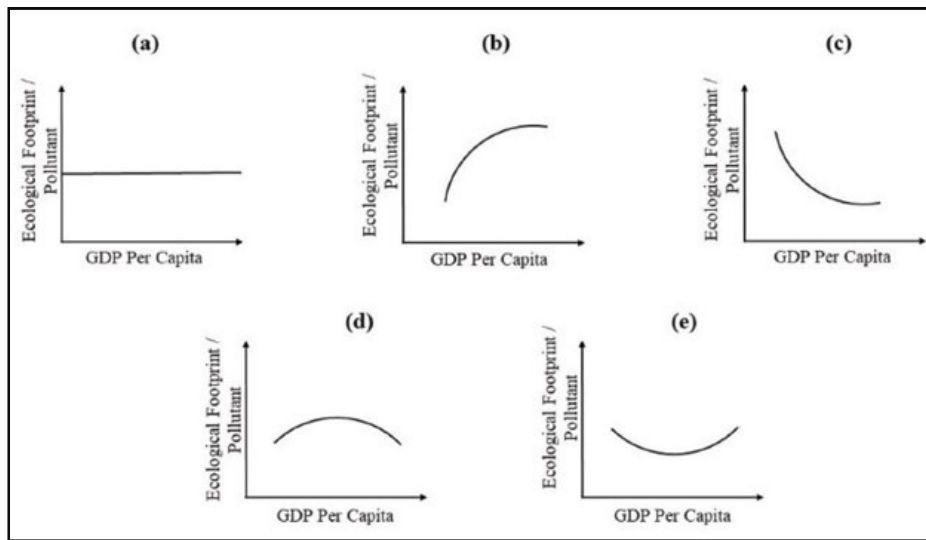 (a)
Ecological Footprint /
Pollutant
GDP Per Capita
(b)
Ecological Footprint /
Pollutant
GDP Per Capita
(c)
Ecological Footprint /
Pollutant
GDP Per Capita
(d)
Ecological Footprint /
Pollutant
GDP Per Capita
(e)
Ecological Footprint /
Pollutant
GDP Per Capita